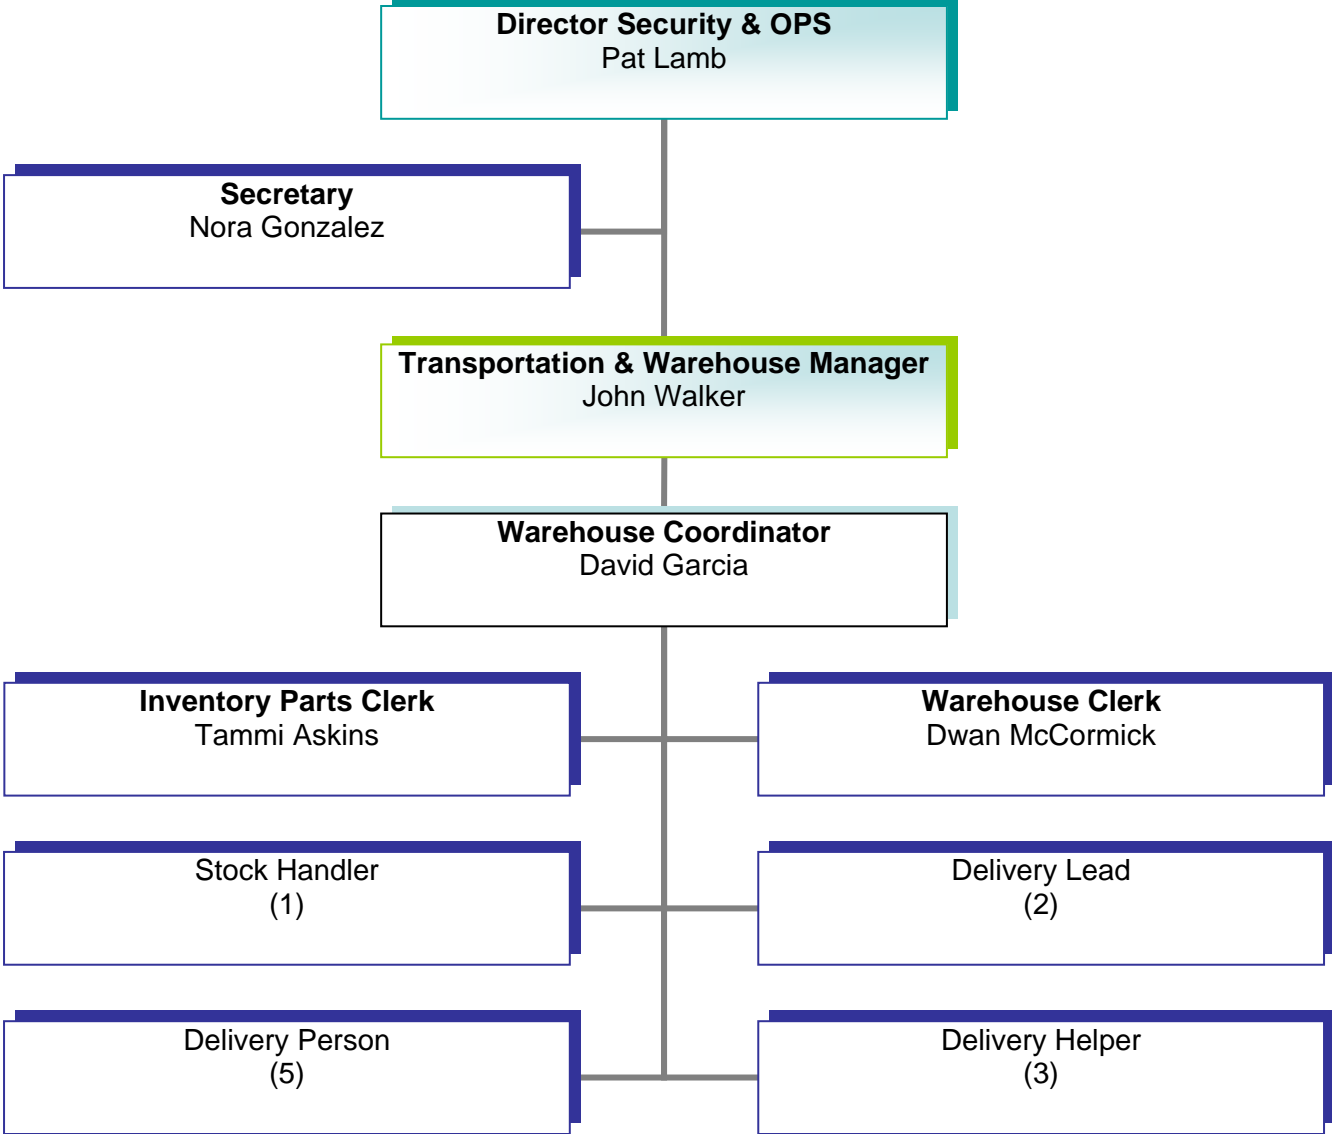 Director Security & OPS
Pat Lamb
Secretary
Nora Gonzalez
Transportation & Warehouse Manager
John Walker
Warehouse Coordinator
David Garcia
Inventory Parts Clerk
Tammi Askins
Warehouse Clerk
Dwan McCormick
Stock Handler
(1)
Delivery Lead
(2)
Delivery Person
(5)
Delivery Helper
(3)